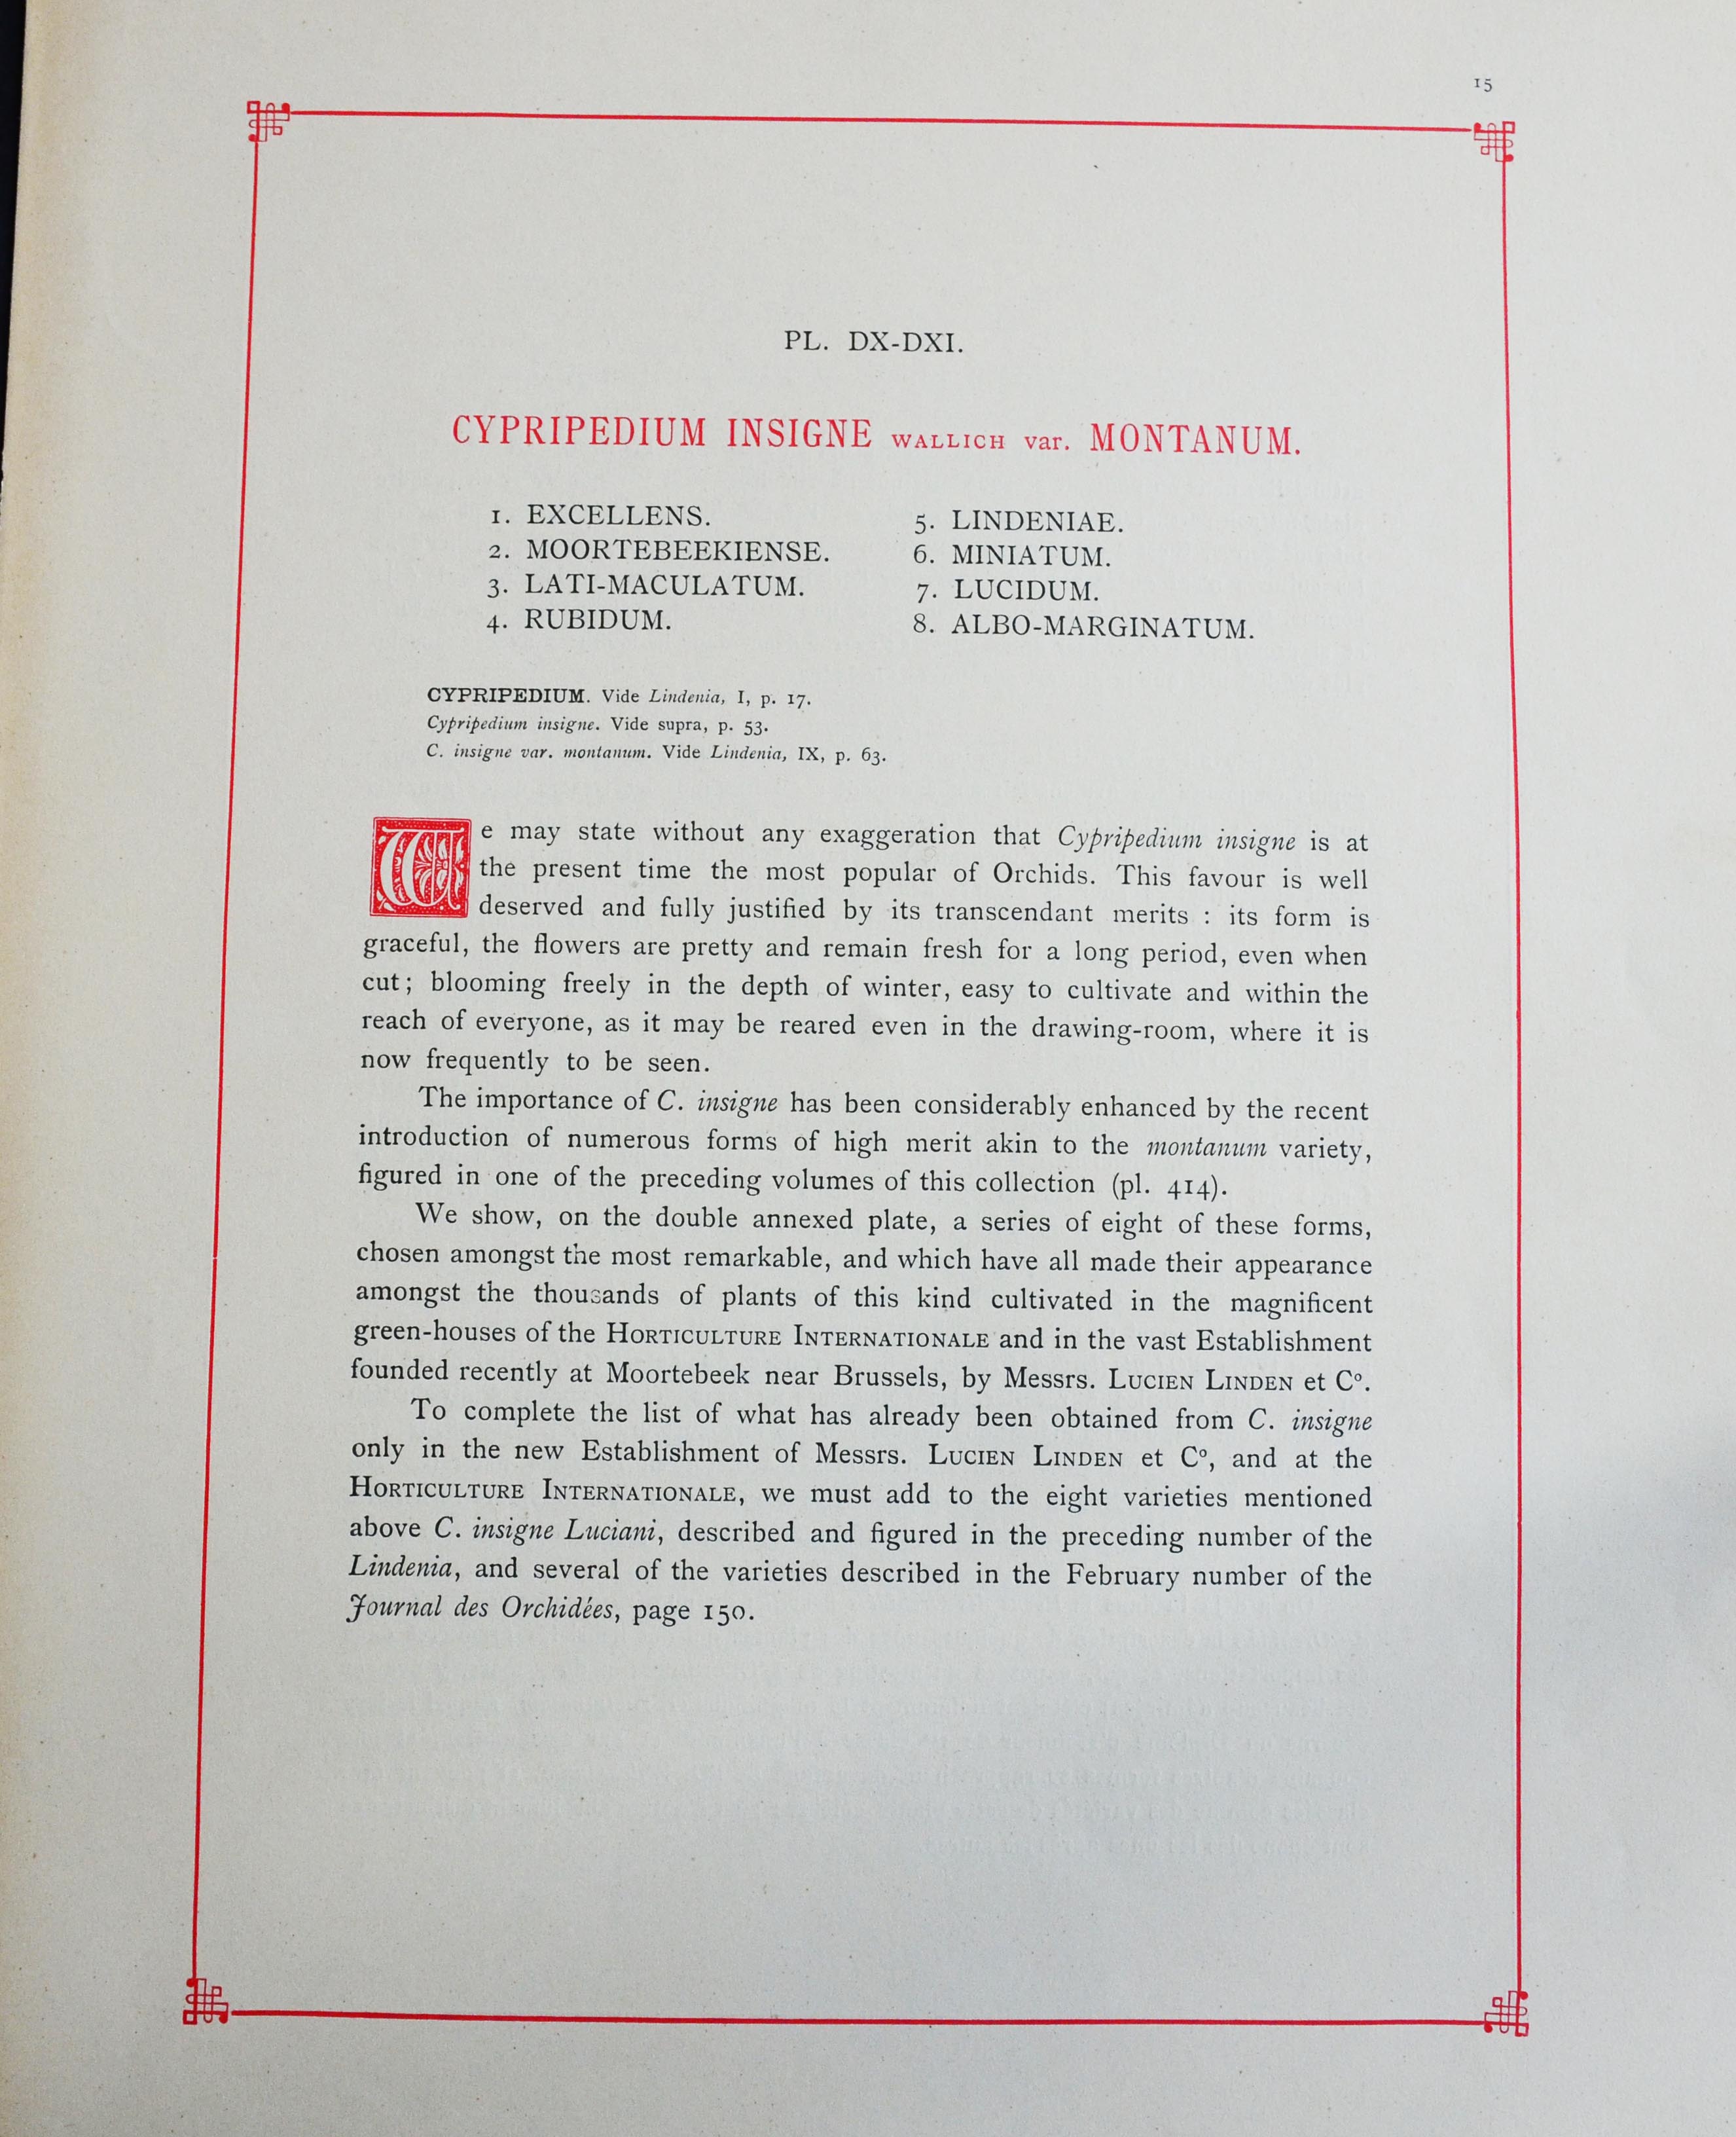 15
PL. DX-DXI.
CYPRIPEDIUM INSIGNE WALLICH var. MONTANUM.
1. EXCELLENS.
2. MOORTEBEEKIENSE.
3. LATI-MACULATUM.
4. RUBIDUM.
5. LINDENIAE.
6. MINIATUM.
7. LUCIDUM.
8. ALBO-MARGINATUM.
CYPRIPEDIUM. Vide Lindenia, I, p. 17.
Cypripedium insigne. Vide supra, p. 53.
C. insigne var. montanum. Vide Lindenia, IX, p. 63.
We may state without any exaggeration that Cypripedium insigne is at
the present time the most popular of Orchids. This favour is well
deserved and fully justified by its transcendant merits : its form is
graceful, the flowers are pretty and remain fresh for a long period, even when
cut; blooming freely in the depth of winter, easy to cultivate and within the
reach of everyone, as it may be reared even in the drawing-room, where it is
now frequently to be seen.
The importance of C. insigne has been considerably enhanced by the recent
introduction of numerous forms of high merit akin to the montanum variety,
figured in one of the preceding volumes of this collection (pl. 414).
We show, on the double annexed plate, a series of eight of these forms,
chosen amongst the most remarkable, and which have all made their appearance
amongst the thousands of plants of this kind cultivated in the magnificent
green-houses of the HORTICULTURE INTERNATIONALE and in the vast Establishment
founded recently at Moortebeek near Brussels, by Messrs. LUCIEN LINDEN et Cº.
To complete the list of what has already been obtained from C. insigne
only in the new Establishment of Messrs. LUCIEN LINDEN et Cº, and at the
HORTICULTURE INTERNATIONALE, we must add to the eight varieties mentioned
above C. insigne Luciani, described and figured in the preceding number of the
Lindenia, and several of the varieties described in the February number of the
Journal des Orchidées, page 150.